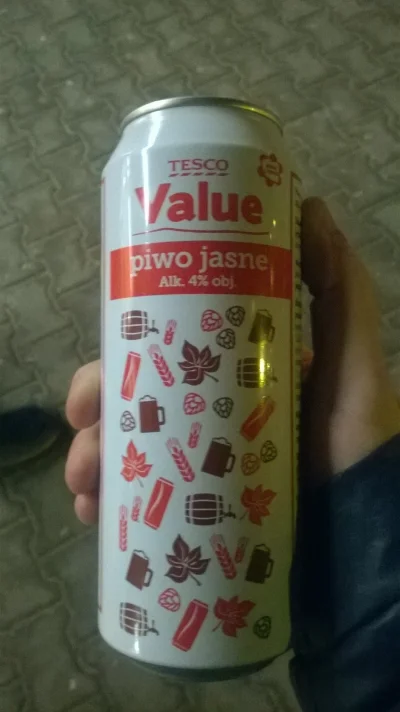 TESCO
Value
piwo jasne
Alk. 4% obj.